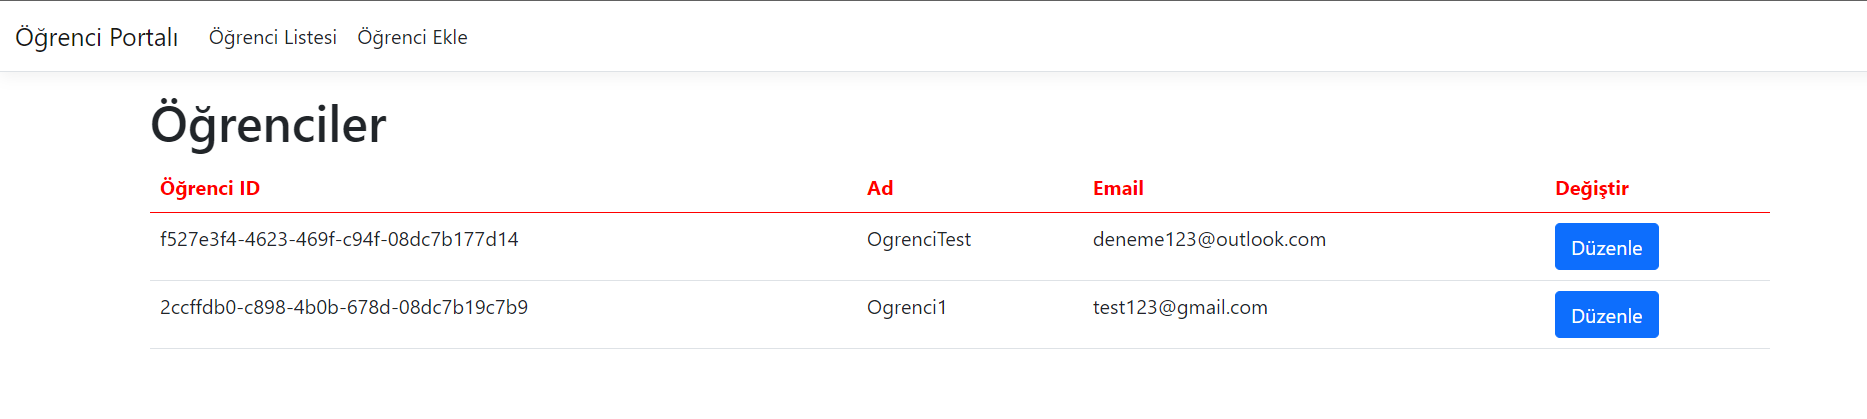 Öğrenci Portalı Öğrenci Listesi Öğrenci Ekle
Öğrenciler
Öğrenci ID Ad Email Değiştir
f527e3f4-4623-469f-c94f-08dc7b177d14 OgrenciTest deneme123@outlook.com Düzenle
2ccffdb0-c898-4b0b-678d-08dc7b19c7b9 Ogrenci1 test123@gmail.com Düzenle